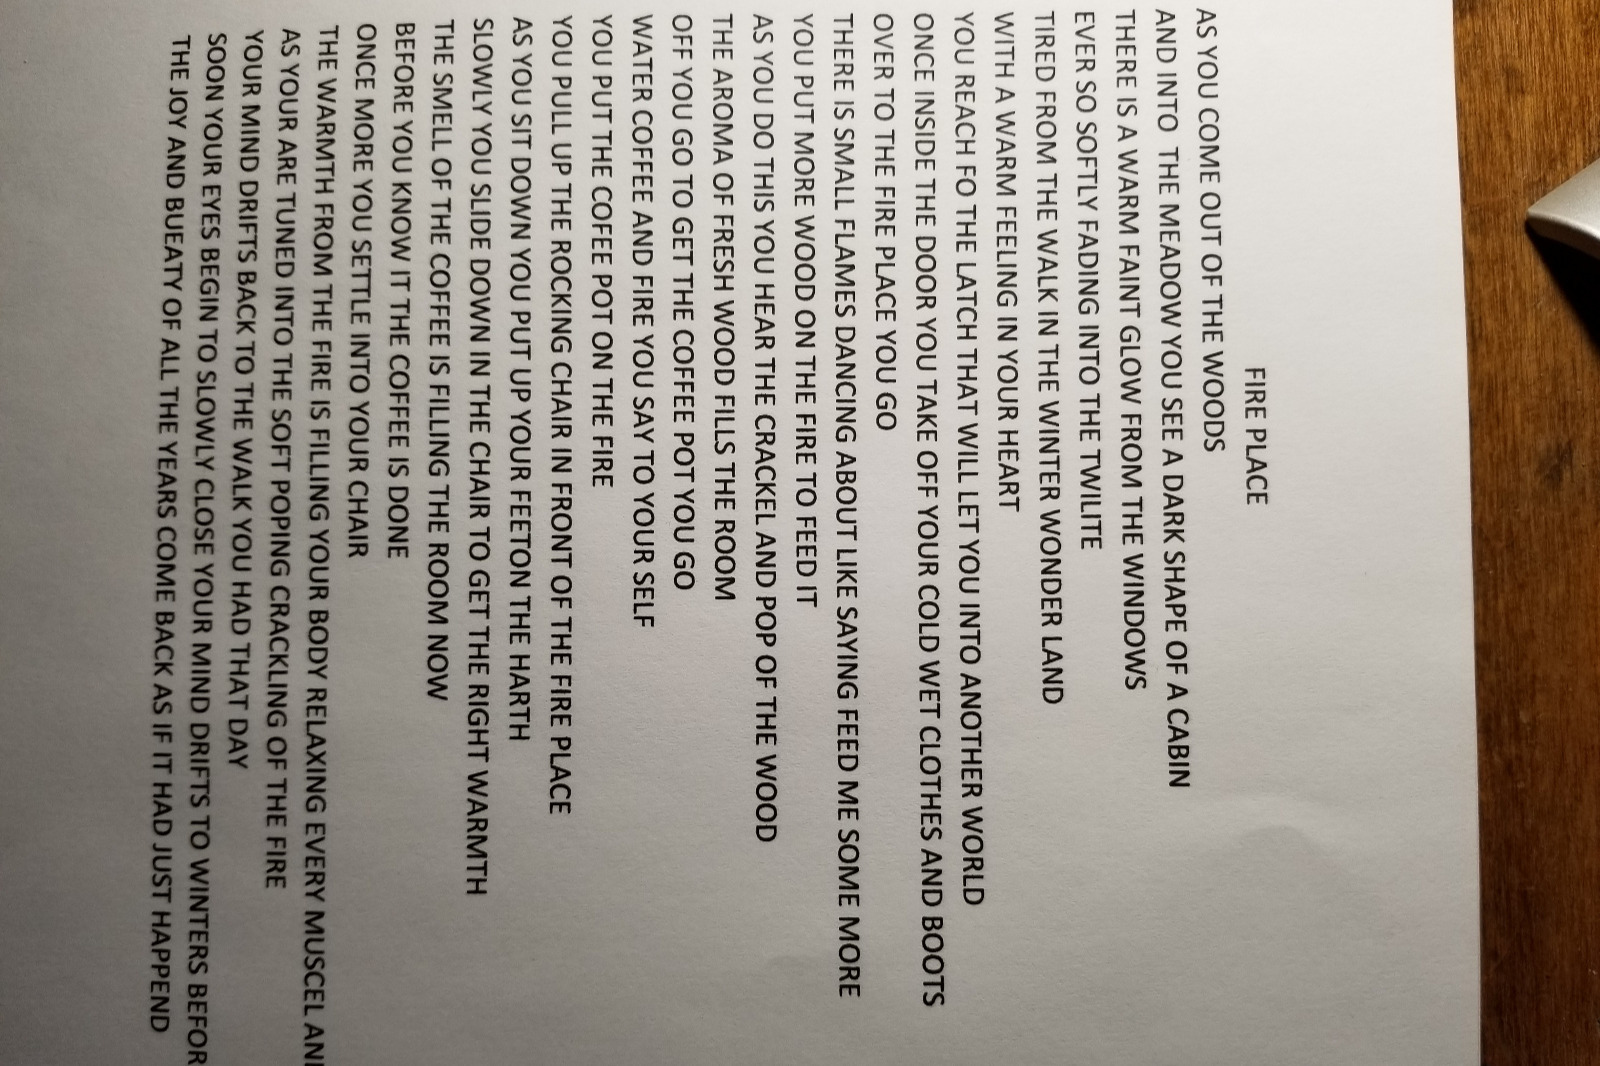 FIRE PLACE
AS YOU COME OUT OF THE WOODS
AND INTO THE MEADOW YOU SEE A DARK SHAPE OF A CABIN
THERE IS A WARM FAINT GLOW FROM THE WINDOWS
EVER SO SOFTLY FADING INTO THE TWILITE
TIRED FROM THE WALK IN THE WINTER WONDER LAND
WITH A WARM FEELING IN YOUR HEART
YOU REACH FO THE LATCH THAT WILL LET YOU INTO ANOTHER WORLD
ONCE INSIDE THE DOOR YOU TAKE OFF YOUR COLD WET CLOTHES AND BOOTS
OVER TO THE FIRE PLACE YOU GO
THERE IS SMALL FLAMES DANCING ABOUT LIKE SAYING FEED ME SOME MORE
YOU PUT MORE WOOD ON THE FIRE TO FEED IT
AS YOU DO THIS YOU HEAR THE CRACKEL AND POP OF THE WOOD
THE AROMA OF FRESH WOOD FILLS THE ROOM
OFF YOU GO TO GET THE COFFEE POT YOU GO
WATER COFFEE AND FIRE YOU SAY TO YOUR SELF
YOU PUT THE COFEE POT ON THE FIRE
YOU PULL UP THE ROCKING CHAIR IN FRONT OF THE FIRE PLACE
AS YOU SIT DOWN YOU PUT UP YOUR FEETON THE HARTH
SLOWLY YOU SLIDE DOWN IN THE CHAIR TO GET THE RIGHT WARMTH
THE SMELL OF THE COFFEE IS FILLING THE ROOM NOW
BEFORE YOU KNOW IT THE COFFEE IS DONE
ONCE MORE YOU SETTLE INTO YOUR CHAIR
THE WARMTH FROM THE FIRE IS FILLING YOUR BODY RELAXING EVERY MUSCEL AN
AS YOUR ARE TUNED INTO THE SOFT POPING CRACKLING OF THE FIRE
YOUR MIND DRIFTS BACK TO THE WALK YOU HAD THAT DAY
SOON YOUR EYES BEGIN TO SLOWLY CLOSE YOUR MIND DRIFTS TO WINTERS BEFOR
THE JOY AND BUEATY OF ALL THE YEARS COME BACK AS IF IT HAD JUST HAPPEND